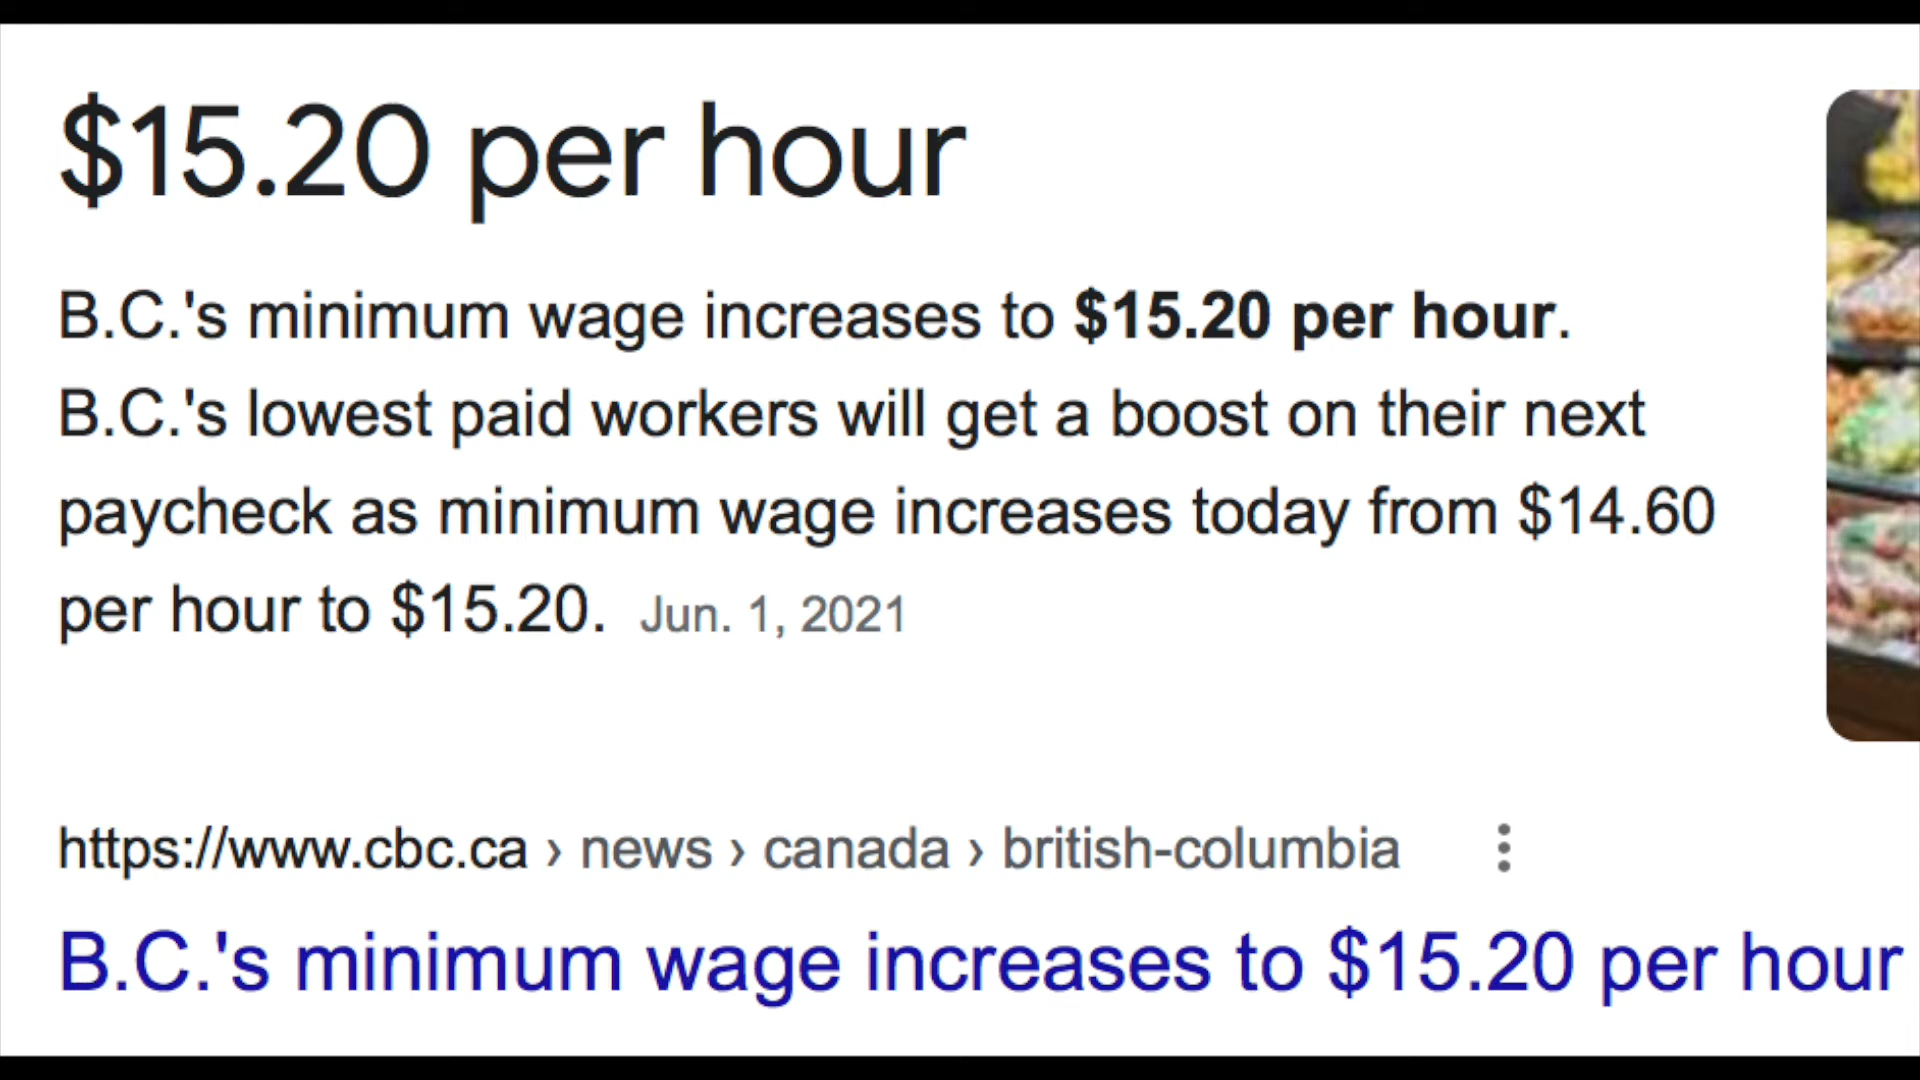 $15.20 per hour
B.C.'s minimum wage increases to $15.20 per hour.
B.C.'s lowest paid workers will get a boost on their next
paycheck as minimum wage increases today from $14.60
per hour to $15.20. Jun. 1, 2021
https://www.cbc.ca › news › canada › british-columbia
B.C.'s minimum wage increases to $15.20 per hour